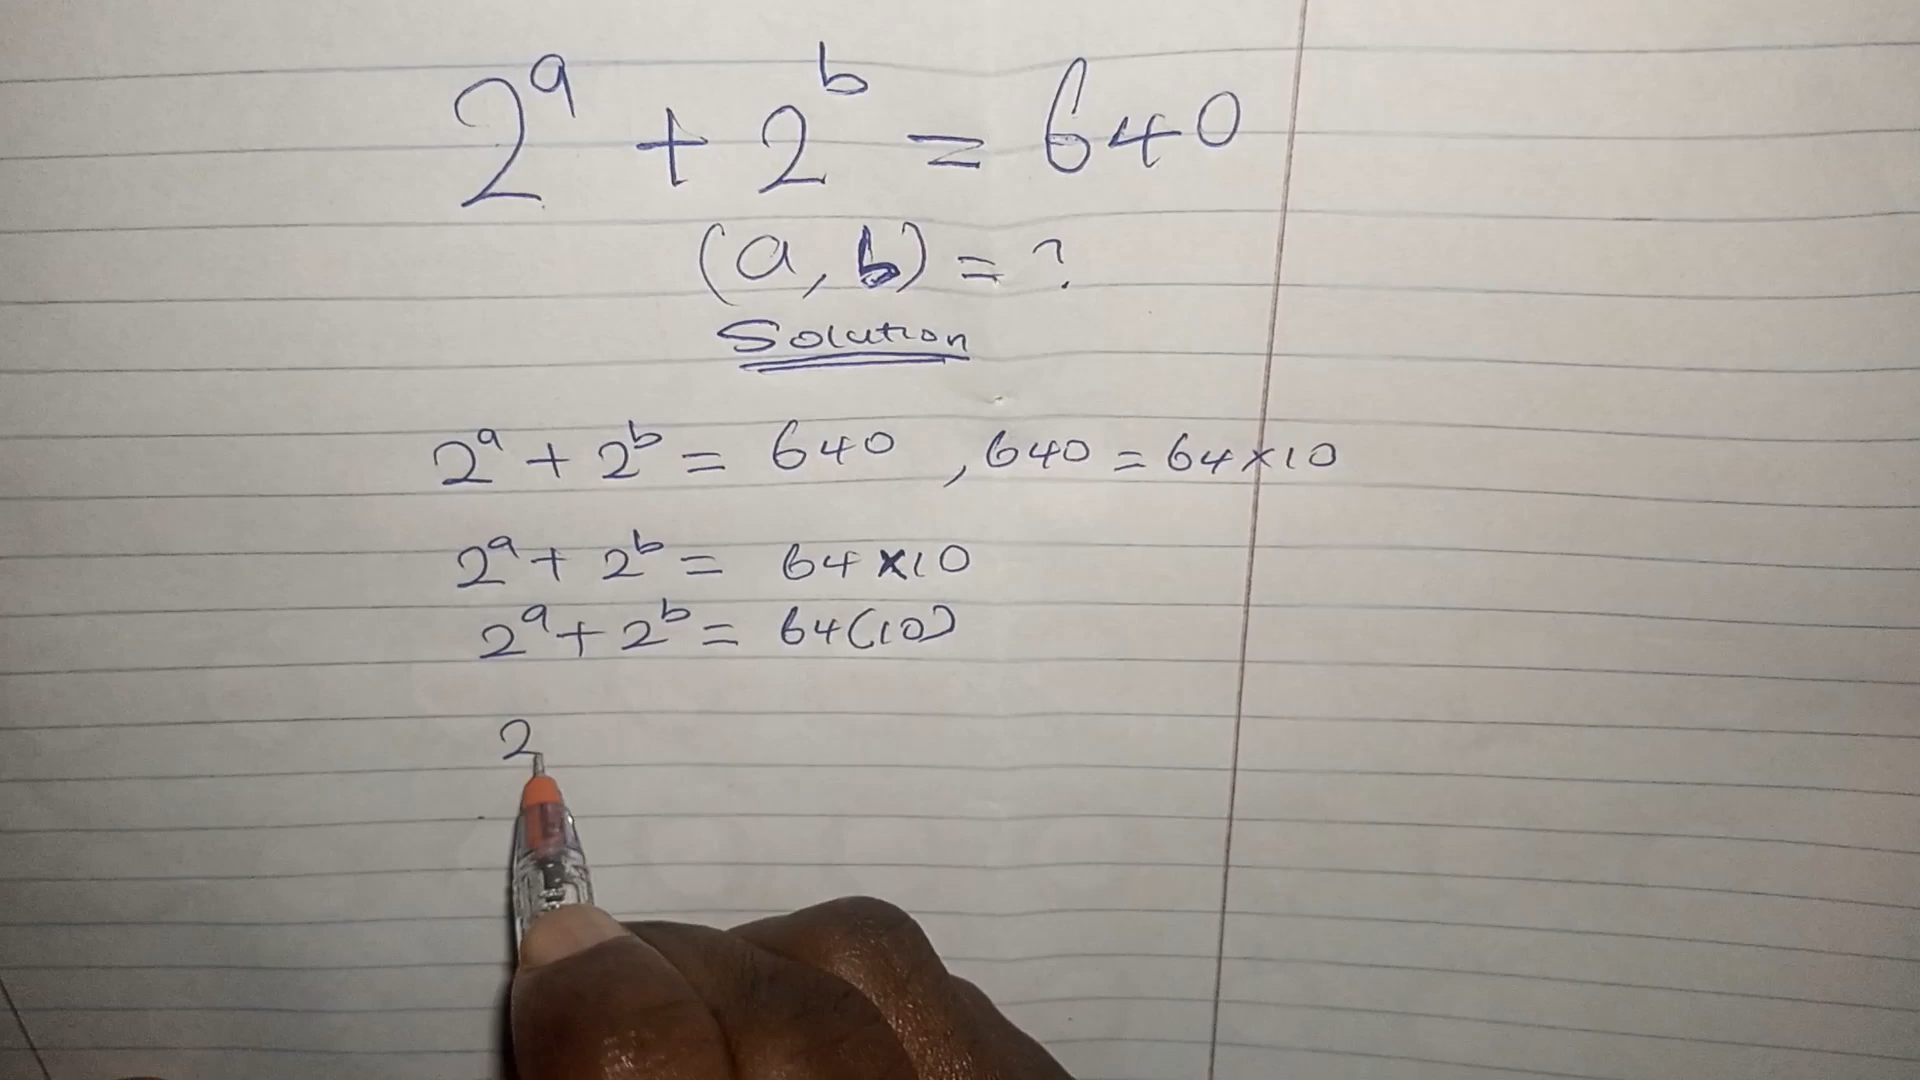 2^a + 2^b = 640
(a, b) = ?
Solution
2^a + 2^b = 640 , 640 = 64×10
2^a + 2^b = 64×10
2^a + 2^b = 64(10)
2